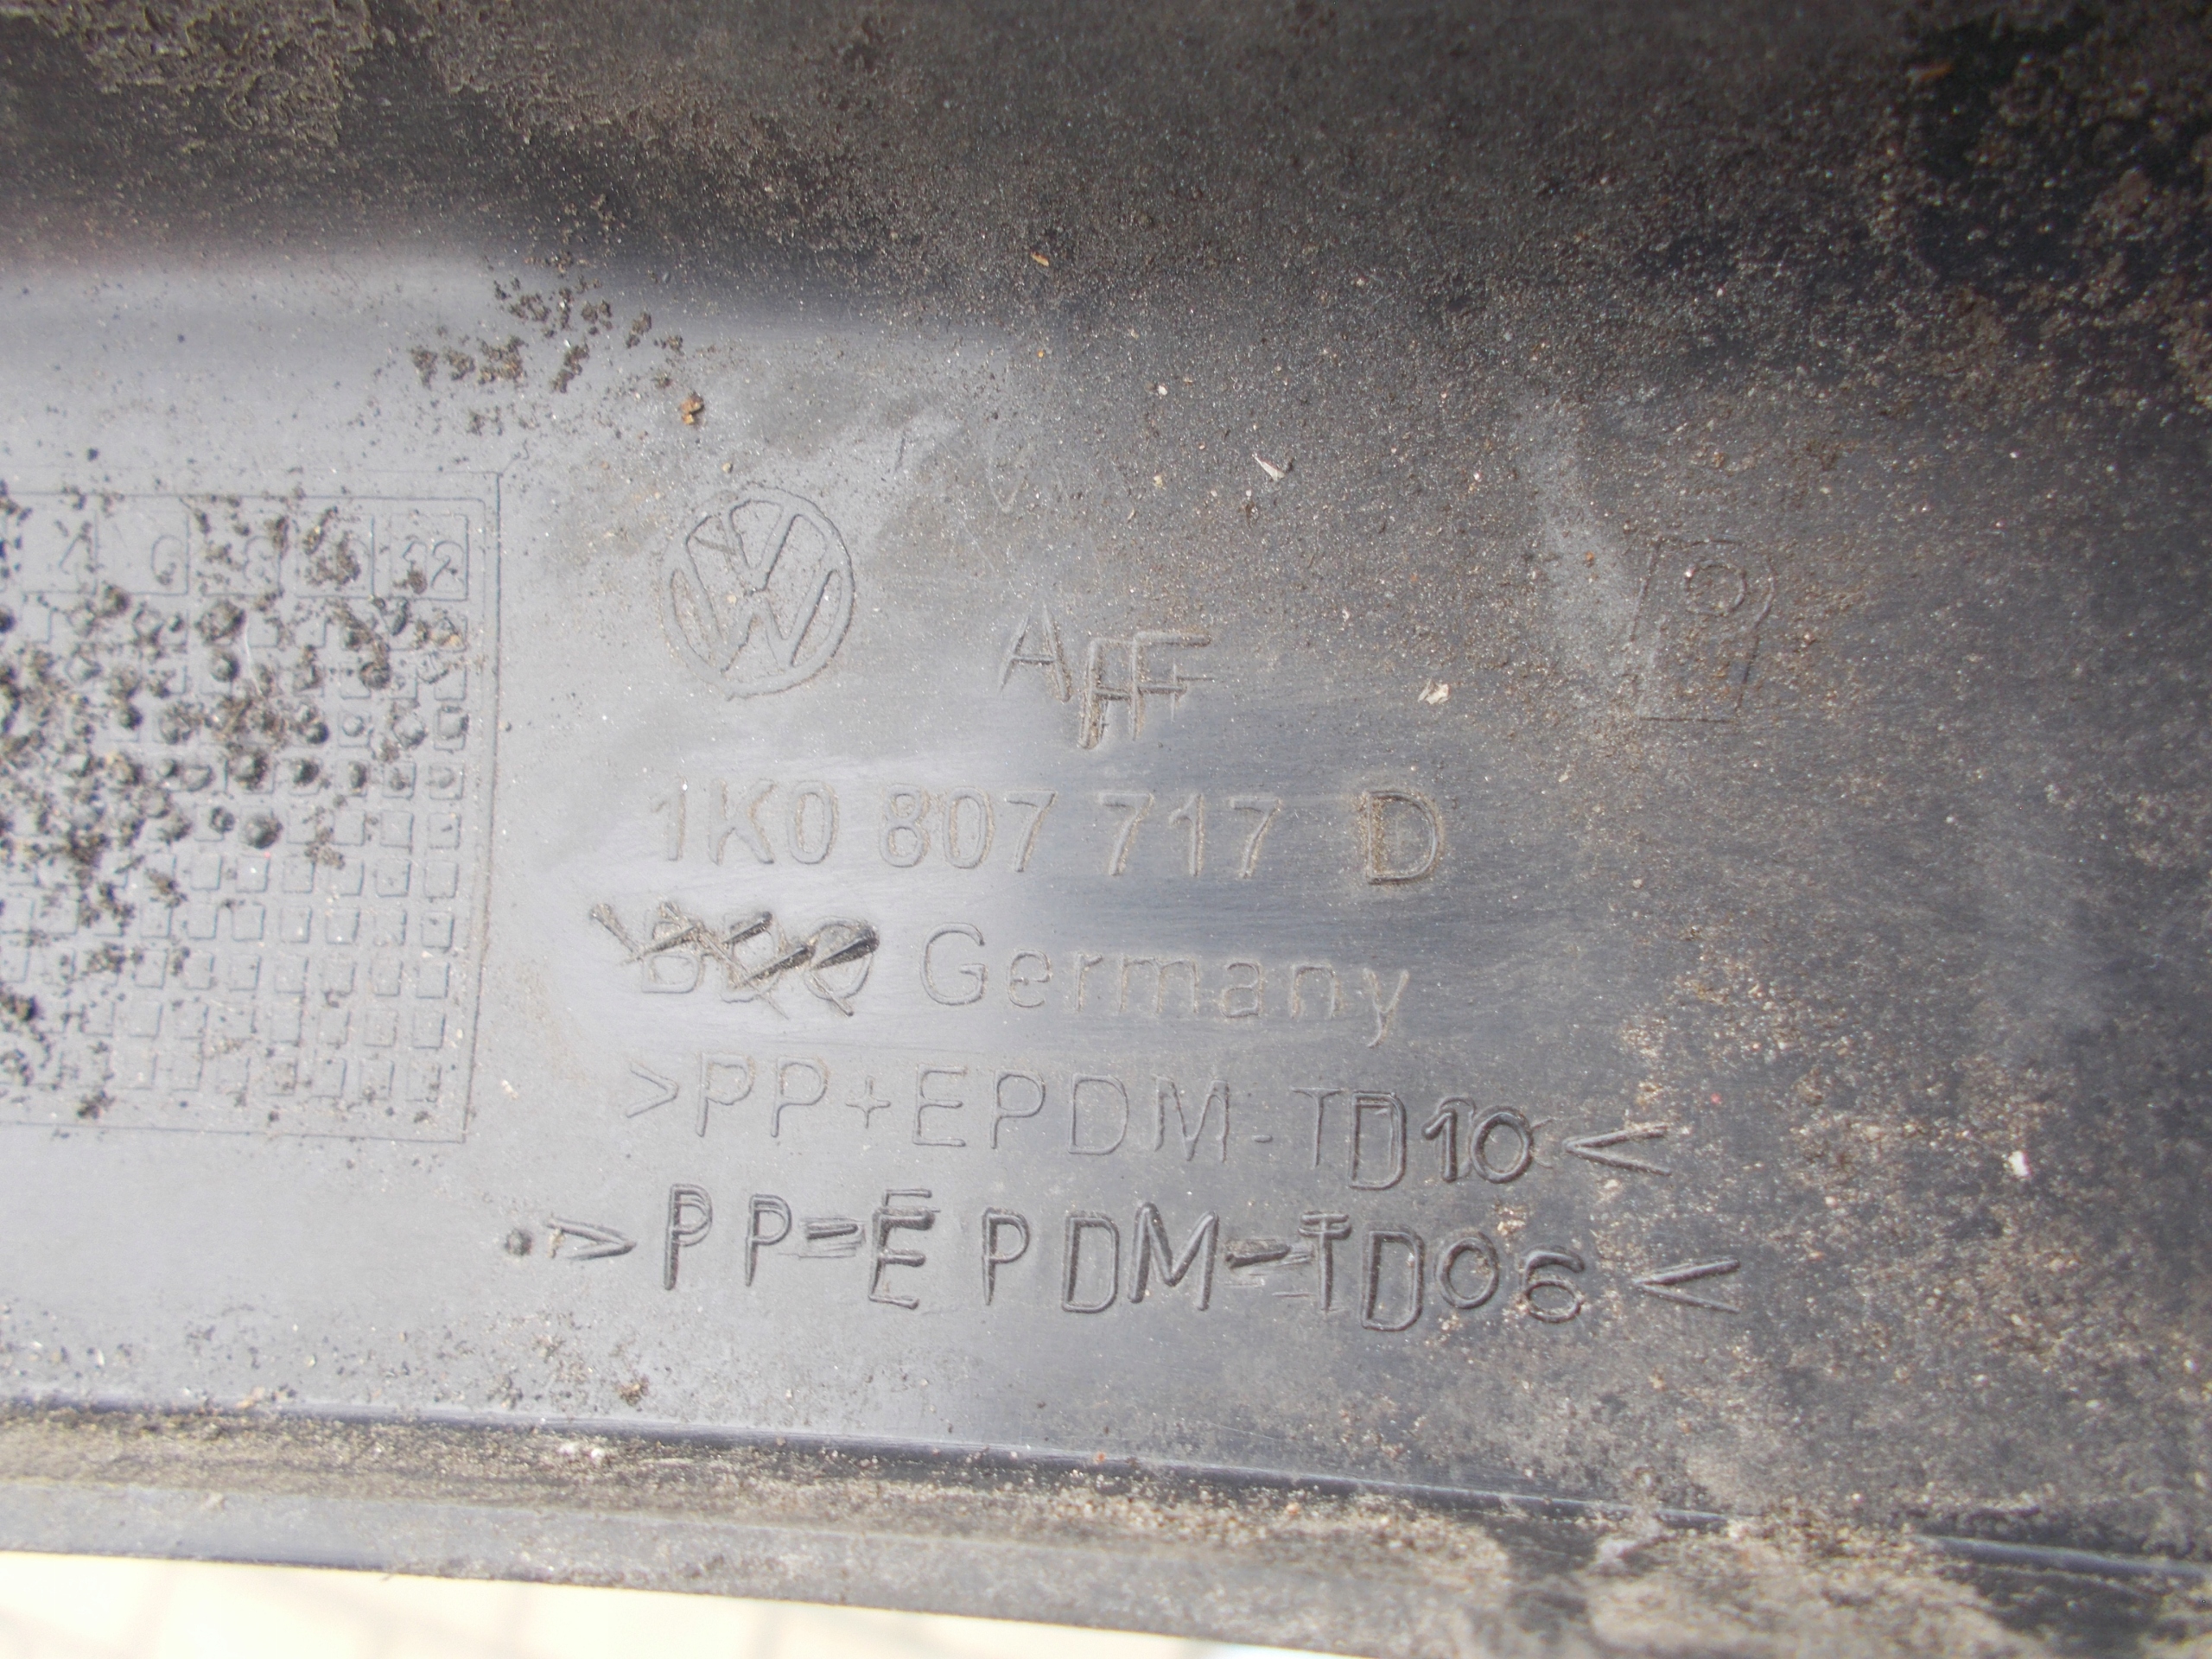 AFF
1K0 807 717 D
Germany
>PP+EPDM-TD10<
>PP=EPDM-TD06<